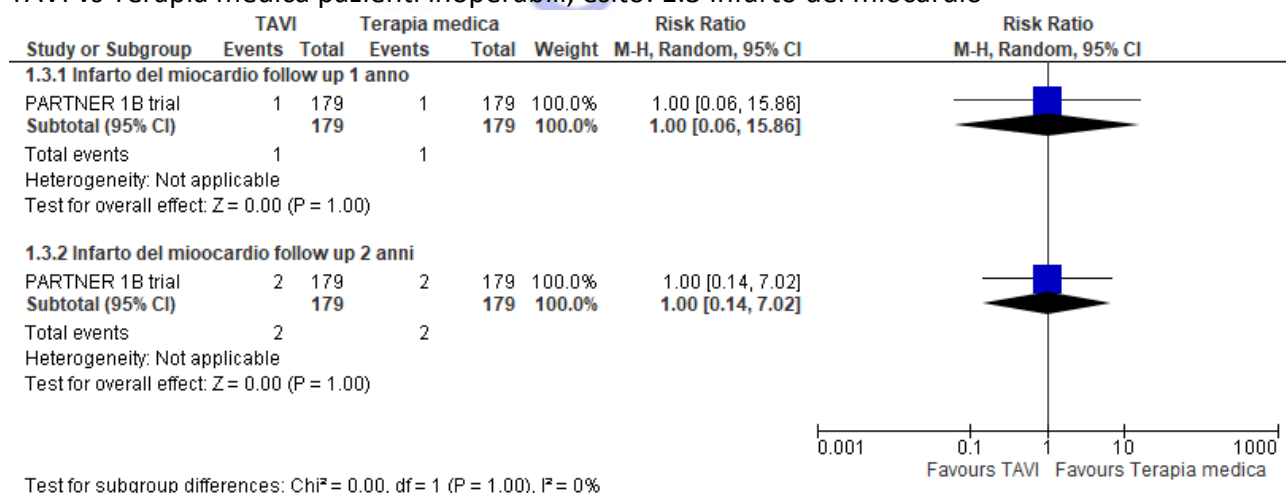 TAVI vs Terapia medica pazienti inoperabili, esito: 1.3 Infarto del miocardio
TAVI Terapia medica Risk Ratio Risk Ratio
Study or Subgroup Events Total Events Total Weight M-H, Random, 95% CI M-H, Random, 95% CI
1.3.1 Infarto del miocardio follow up 1 anno
PARTNER 1B trial 1 179 1 179 100.0% 1.00 [0.06, 15.86]
Subtotal (95% CI) 179 179 100.0% 1.00 [0.06, 15.86]
Total events 1 1
Heterogeneity: Not applicable
Test for overall effect: Z = 0.00 (P = 1.00)
1.3.2 Infarto del mioocardio follow up 2 anni
PARTNER 1B trial 2 179 2 179 100.0% 1.00 [0.14, 7.02]
Subtotal (95% CI) 179 179 100.0% 1.00 [0.14, 7.02]
Total events 2 2
Heterogeneity: Not applicable
Test for overall effect: Z = 0.00 (P = 1.00)
0.001 0.1 1 10 1000
Favours TAVI Favours Terapia medica
Test for subgroup differences: Chi² = 0.00, df = 1 (P = 1.00), I² = 0%